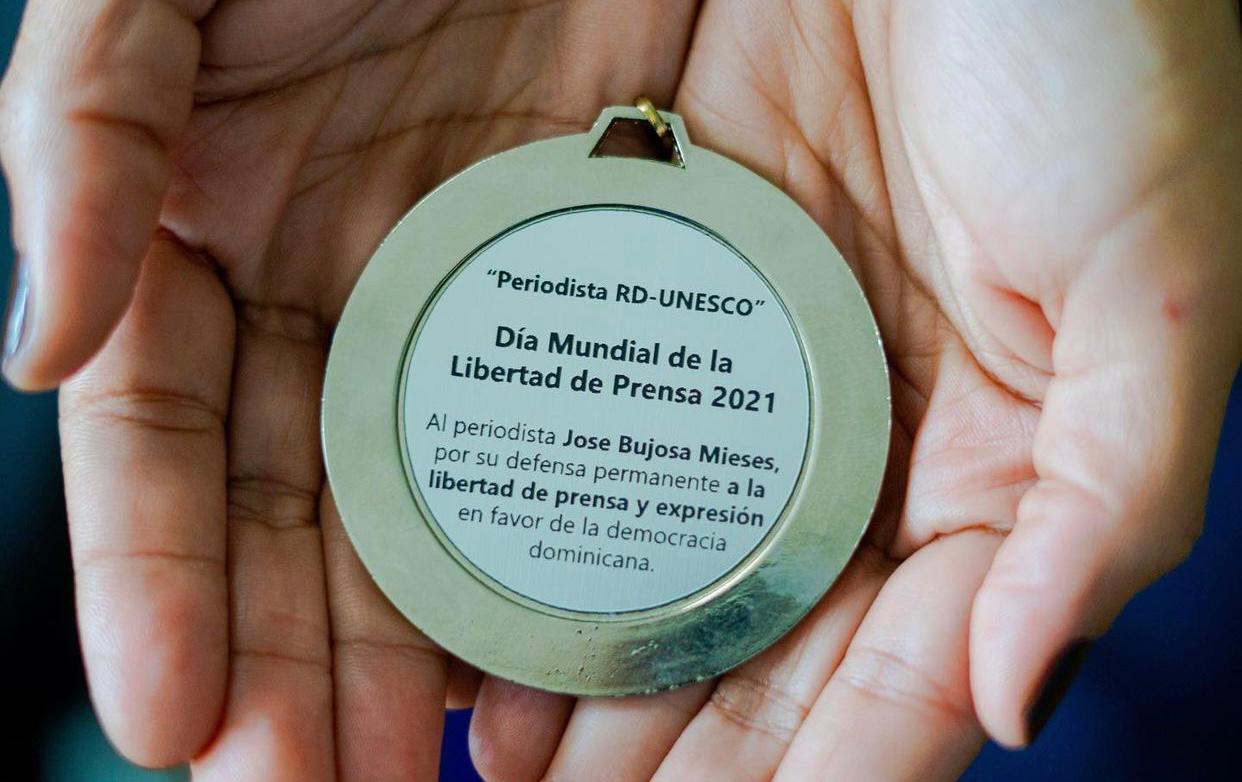 “Periodista RD-UNESCO”
Día Mundial de la
Libertad de Prensa 2021
Al periodista Jose Bujosa Mieses,
por su defensa permanente a la
libertad de prensa y expresión
en favor de la democracia
dominicana.